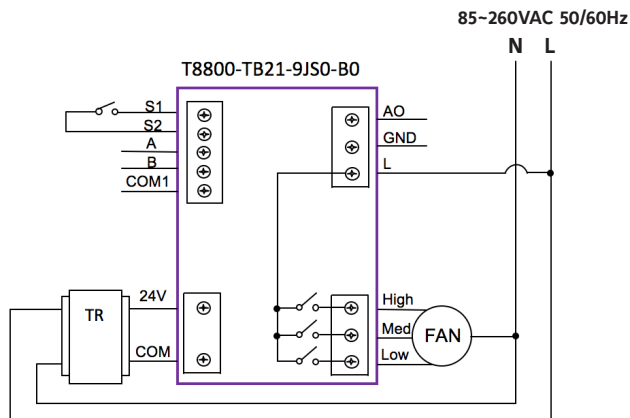 85~260VAC 50/60Hz
N L
T8800-TB21-9JS0-B0
S1
S2
A
B
COM1
AO
GND
L
24V
TR
COM
High
Med
Low
FAN